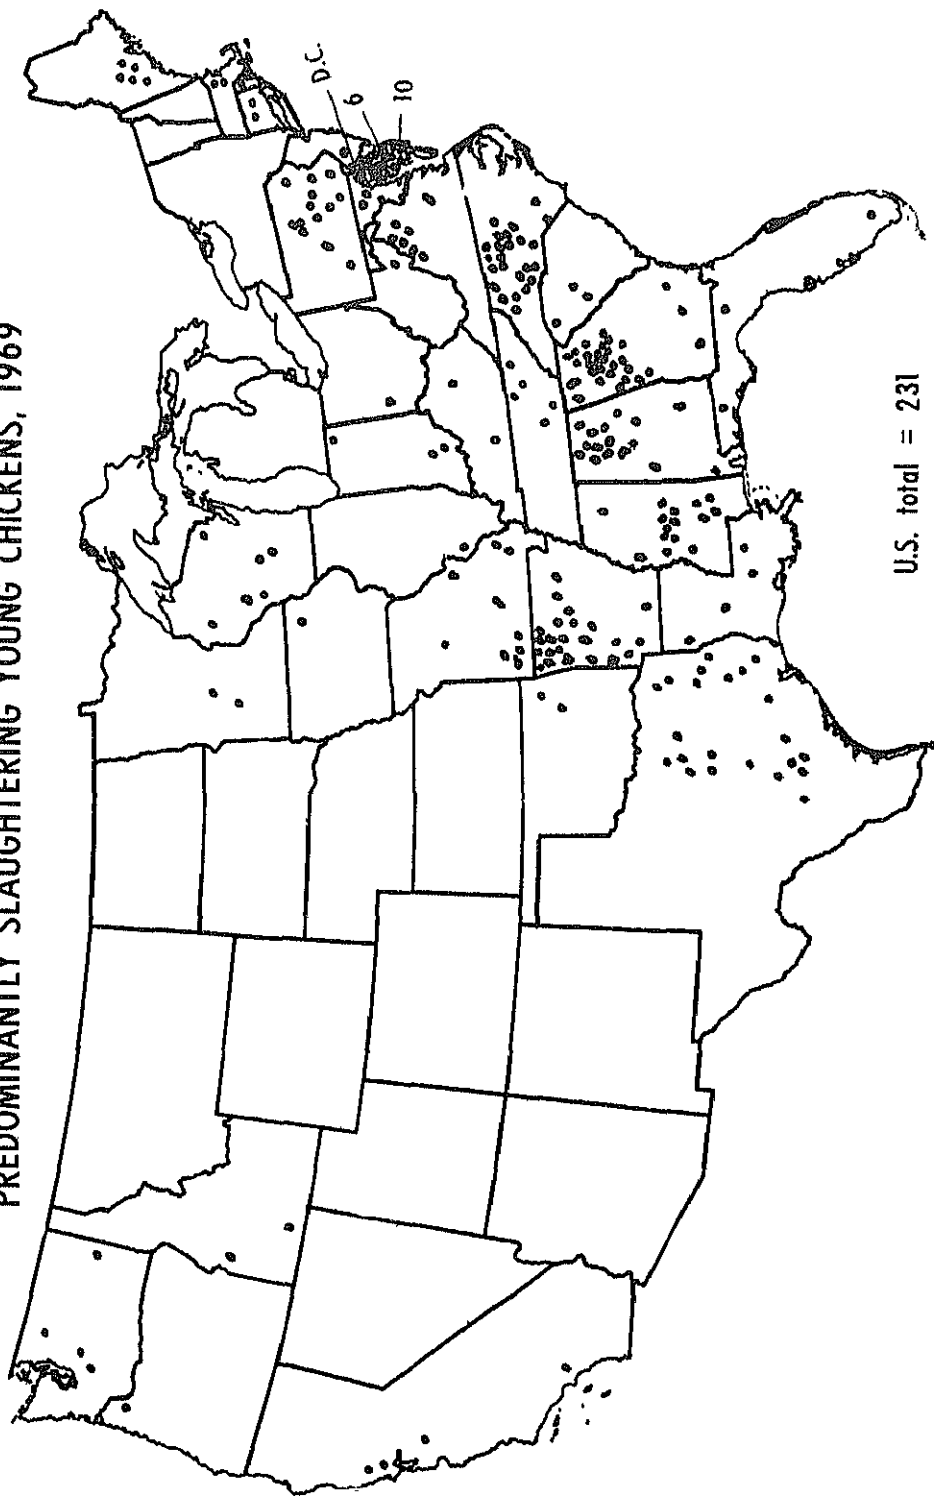 PREDOMINANTLY SLAUGHTERING YOUNG CHICKENS, 1969
D.C.
6
10
U.S. total = 231